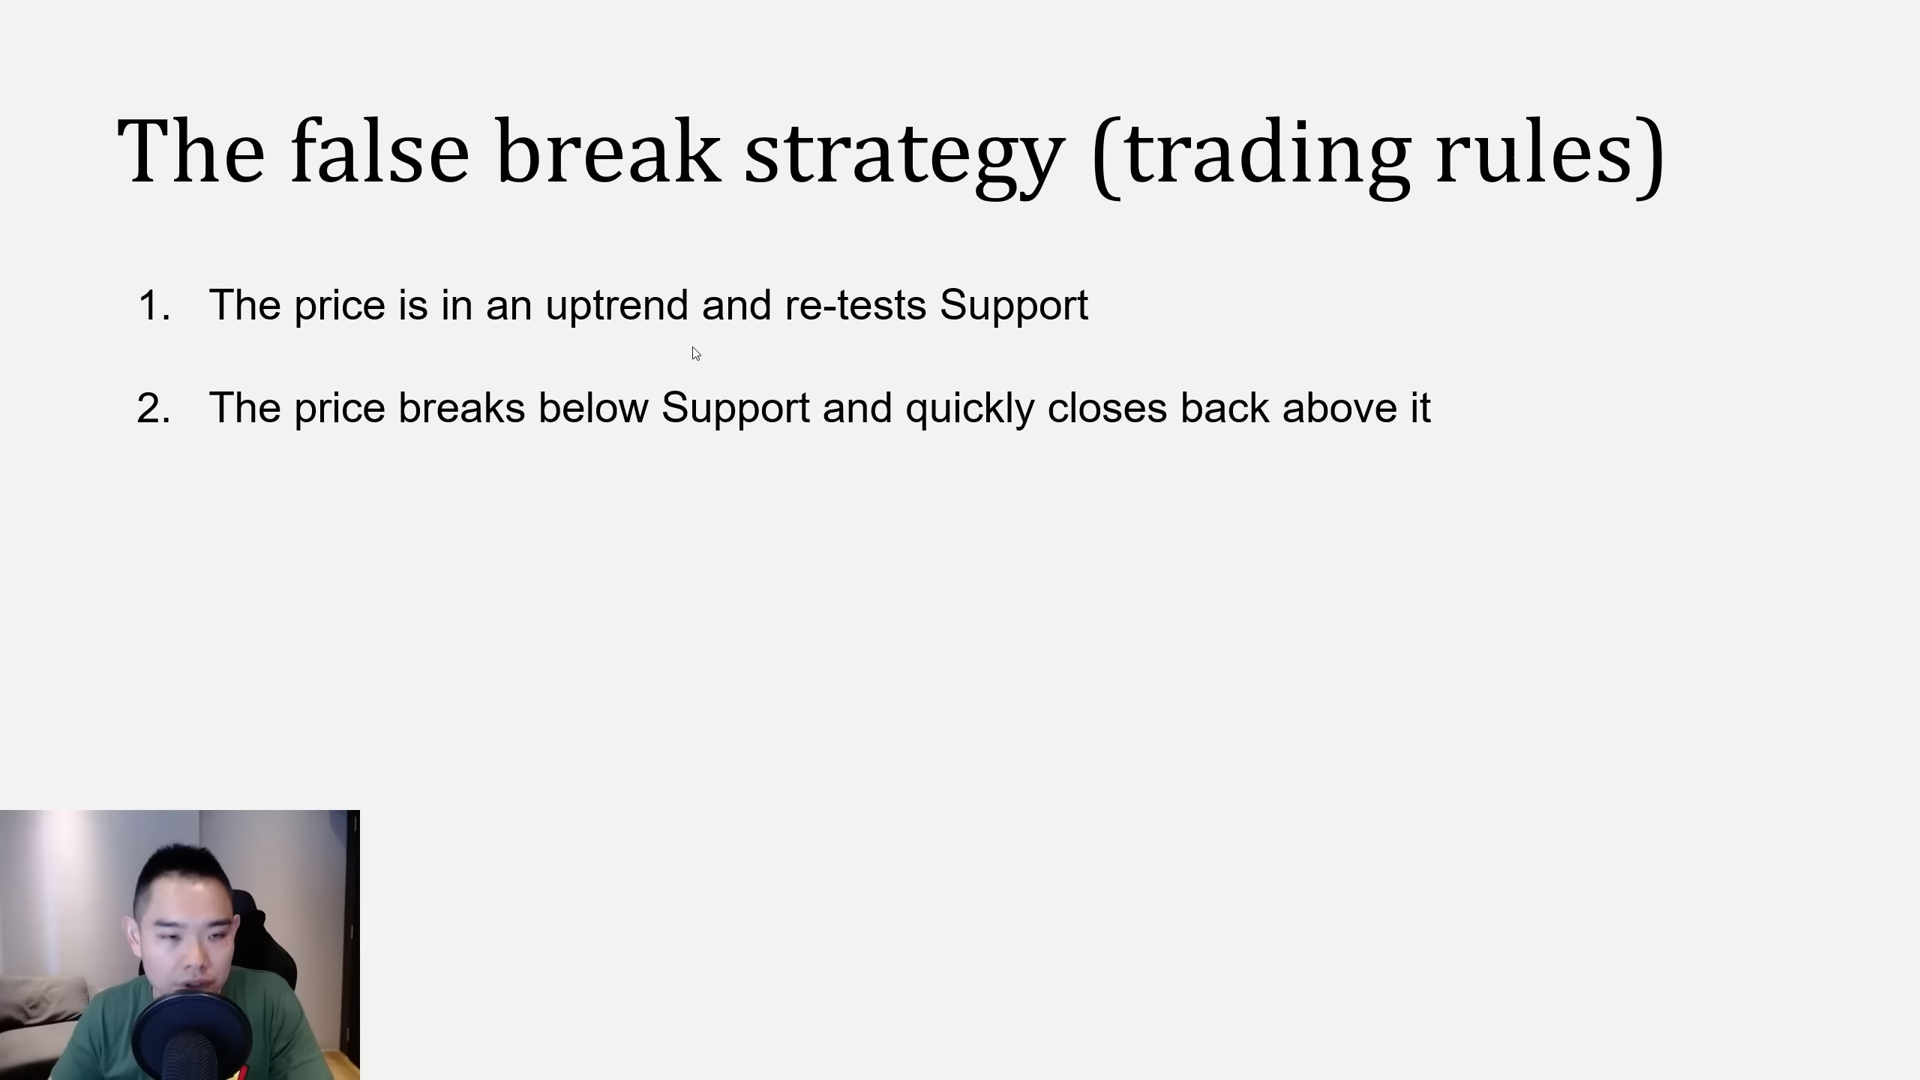 The false break strategy (trading rules)
1. The price is in an uptrend and re-tests Support
2. The price breaks below Support and quickly closes back above it